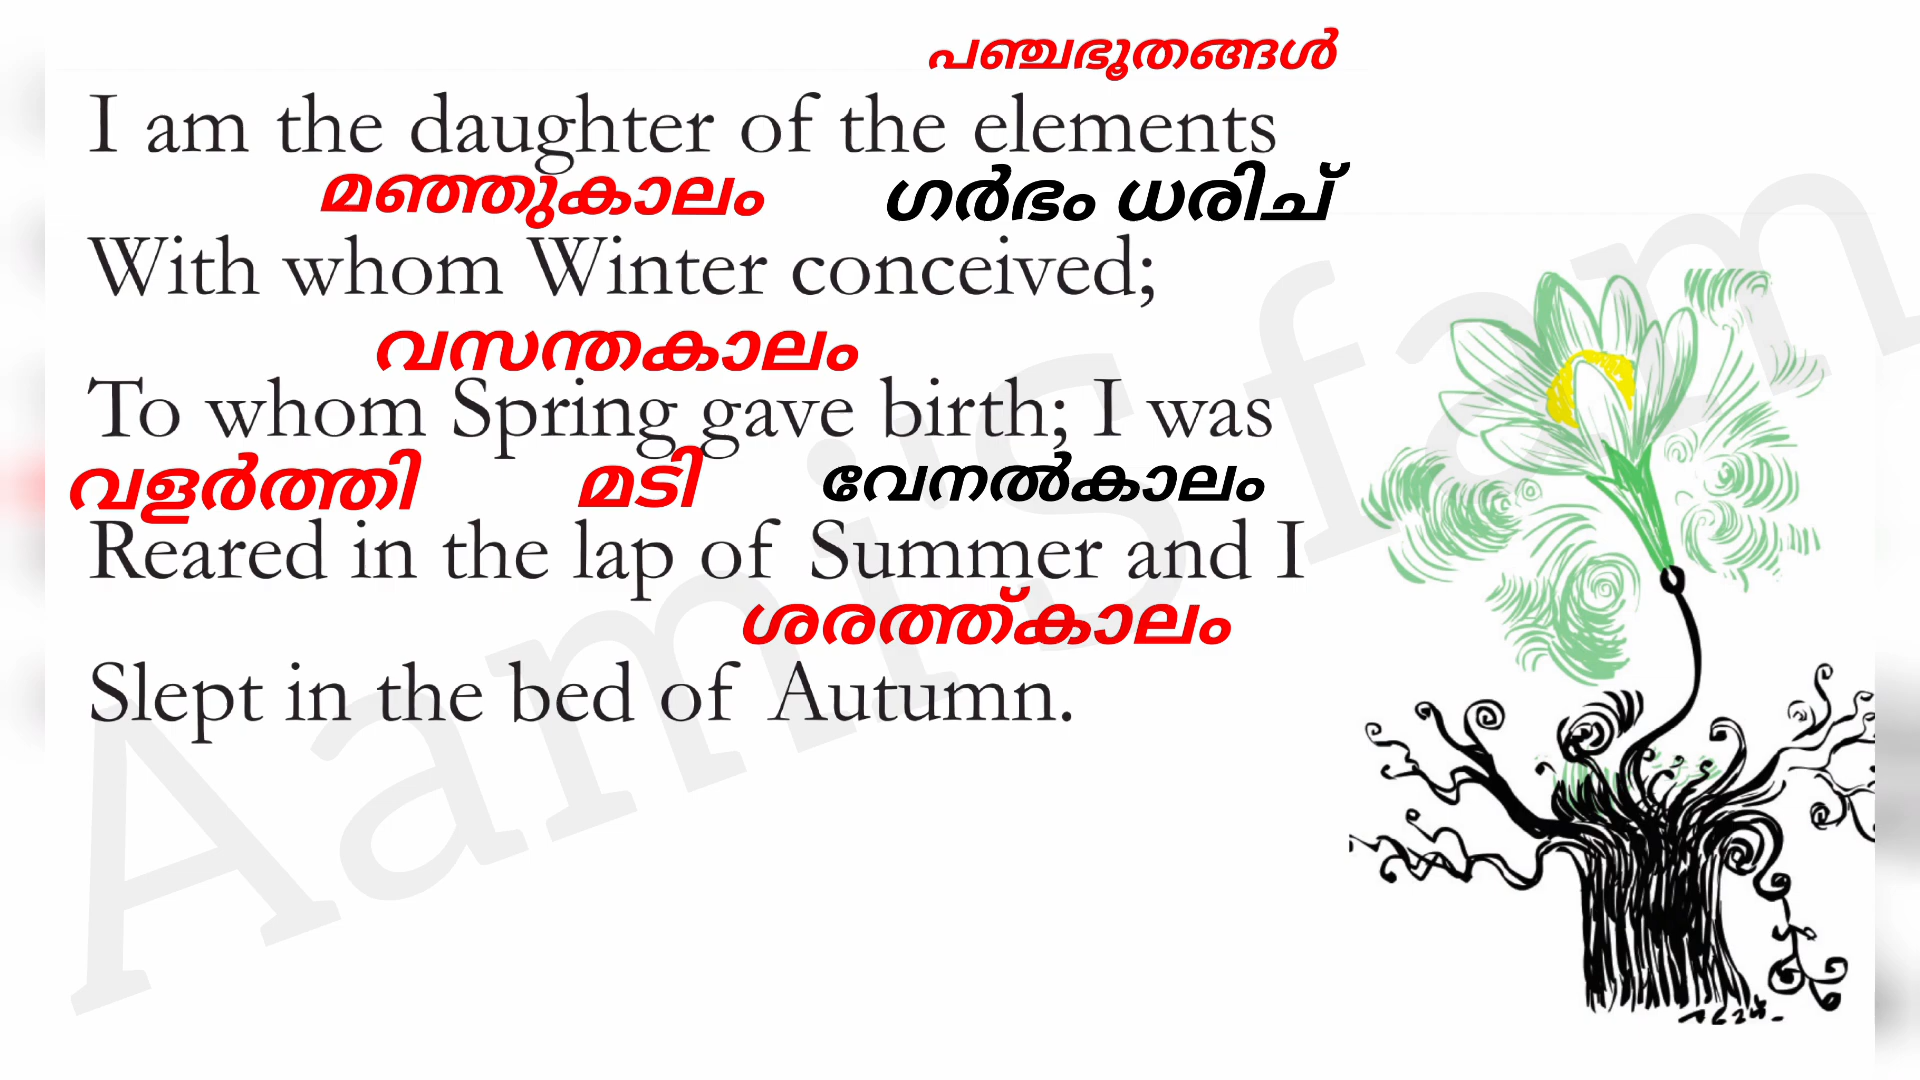 പഞ്ചഭൂതങ്ങൾ
I am the daughter of the elements
മഞ്ഞുകാലം ഗർഭം ധരിച്
With whom Winter conceived;
വസന്തകാലം
To whom Spring gave birth; I was
വളർത്തി മടി വേനൽകാലം
Reared in the lap of Summer and I
ശരത്ത്കാലം
Slept in the bed of Autumn.
Aami's fam